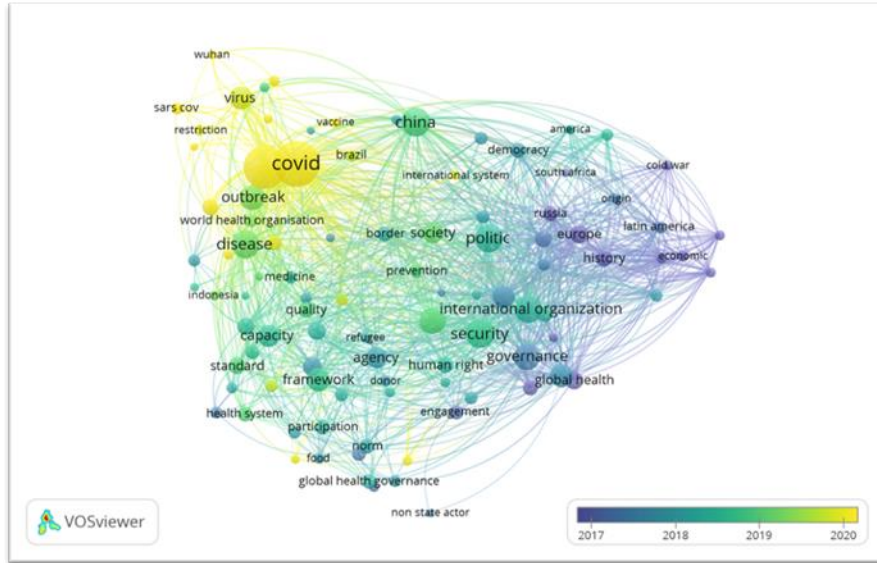 wuhan
virus
sars cov
restriction
vaccine
china
america
covid
brazil
democracy
cold war
international system
south africa
outbreak
origin
world health organisation
russia
latin america
disease
border
society
politic
europe
history
economic
medicine
prevention
indonesia
quality
international organization
capacity
refugee
security
standard
agency
human right
governance
framework
donor
global health
health system
engagement
participation
norm
food
global health governance
non state actor
VOSviewer
2017 2018 2019 2020